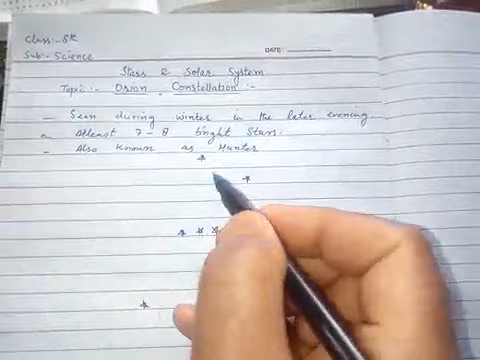 Class:- 8th
Sub:- Science
DATE:
Stars & Solar System
Topic :- Orion Constellation :-
— Seen during winter in the later evening
— Atleast 7-8 bright Stars.
- Also known as Hunter